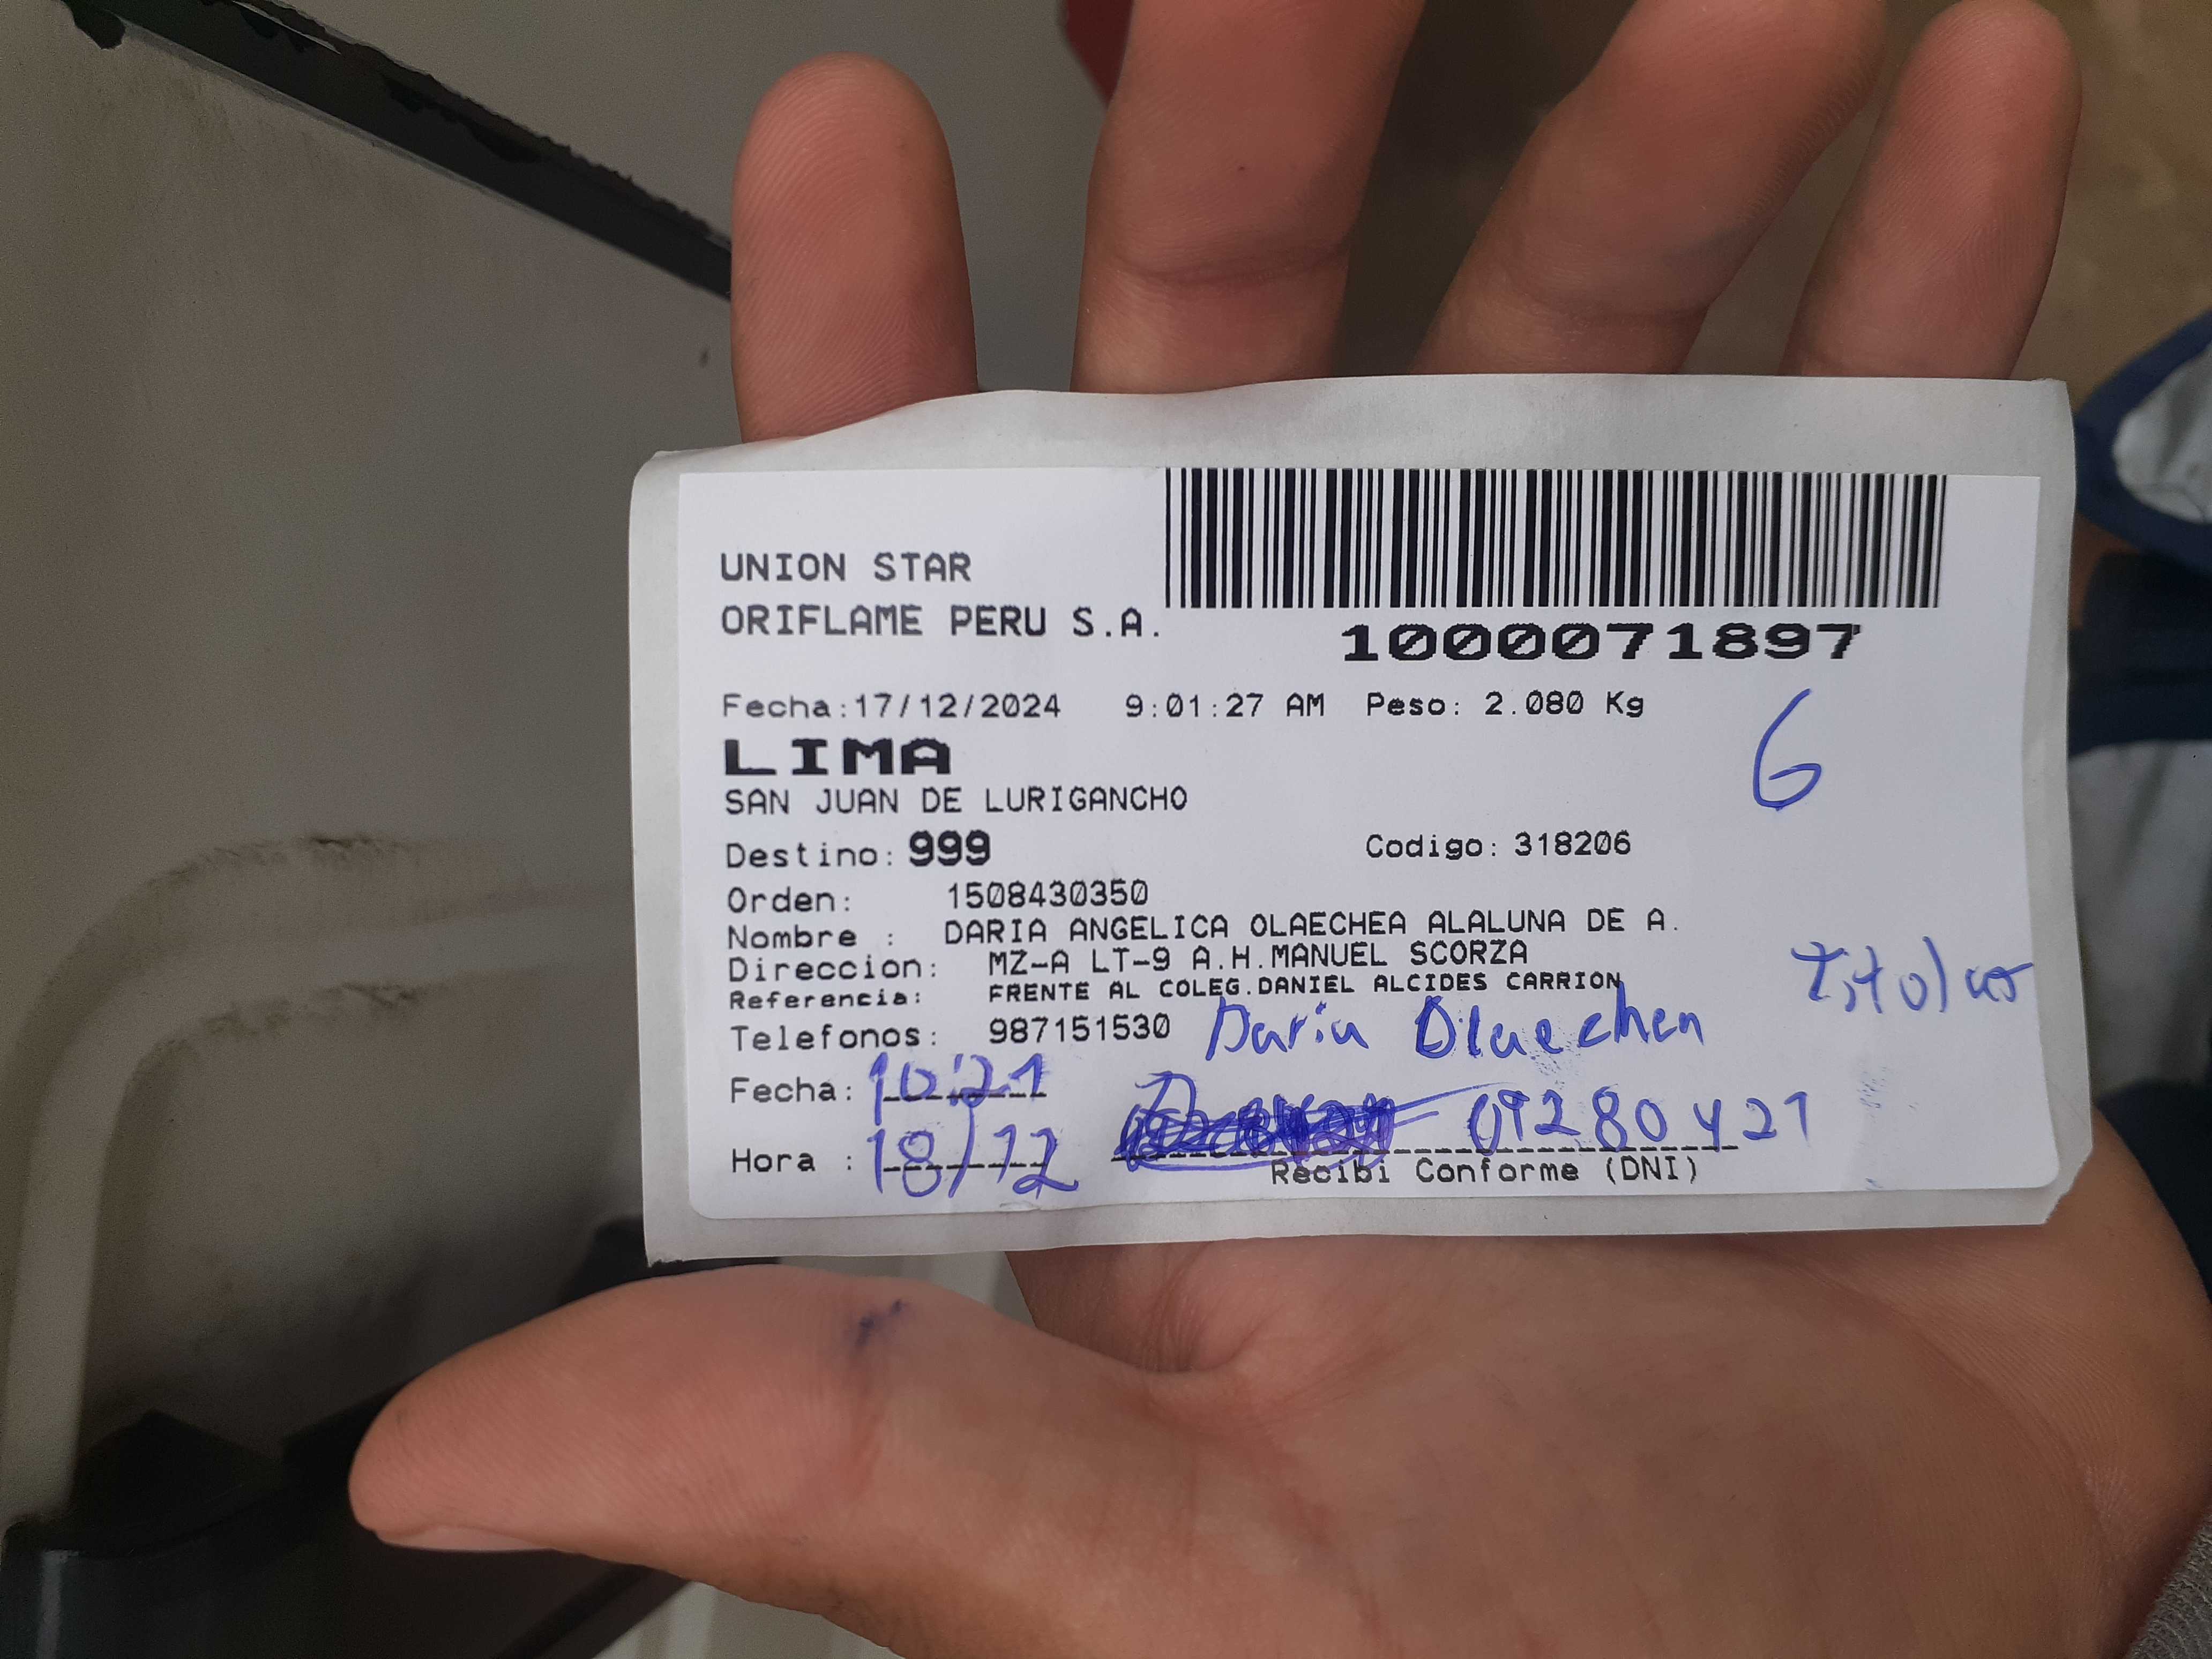 UNION STAR
ORIFLAME PERU S.A.
1000071897
Fecha:17/12/2024 9:01:27 AM Peso: 2.080 Kg
6
LIMA
SAN JUAN DE LURIGANCHO
Destino: 999 Codigo: 318206
Orden: 1508430350
Nombre : DARIA ANGELICA OLAECHEA ALALUNA DE A.
Direccion: MZ-A LT-9 A.H.MANUEL SCORZA
Referencia: FRENTE AL COLEG.DANIEL ALCIDES CARRION
Titular
Telefonos: 987151530 Daria Olaechea
Fecha: 10:21
09280421
Hora : 18/12
Recibi Conforme (DNI)